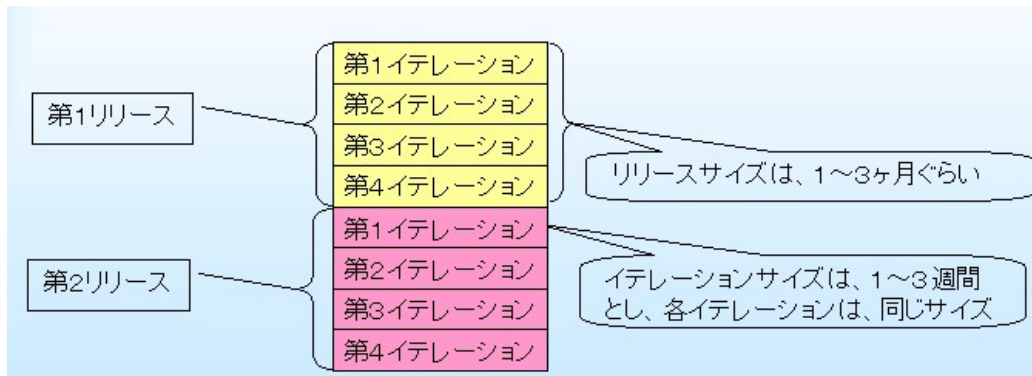 第1リリース
第1イテレーション
第2イテレーション
第3イテレーション
第4イテレーション
リリースサイズは、1～3ヶ月ぐらい
第2リリース
第1イテレーション
第2イテレーション
第3イテレーション
第4イテレーション
イテレーションサイズは、1～3週間
とし、各イテレーションは、同じサイズ